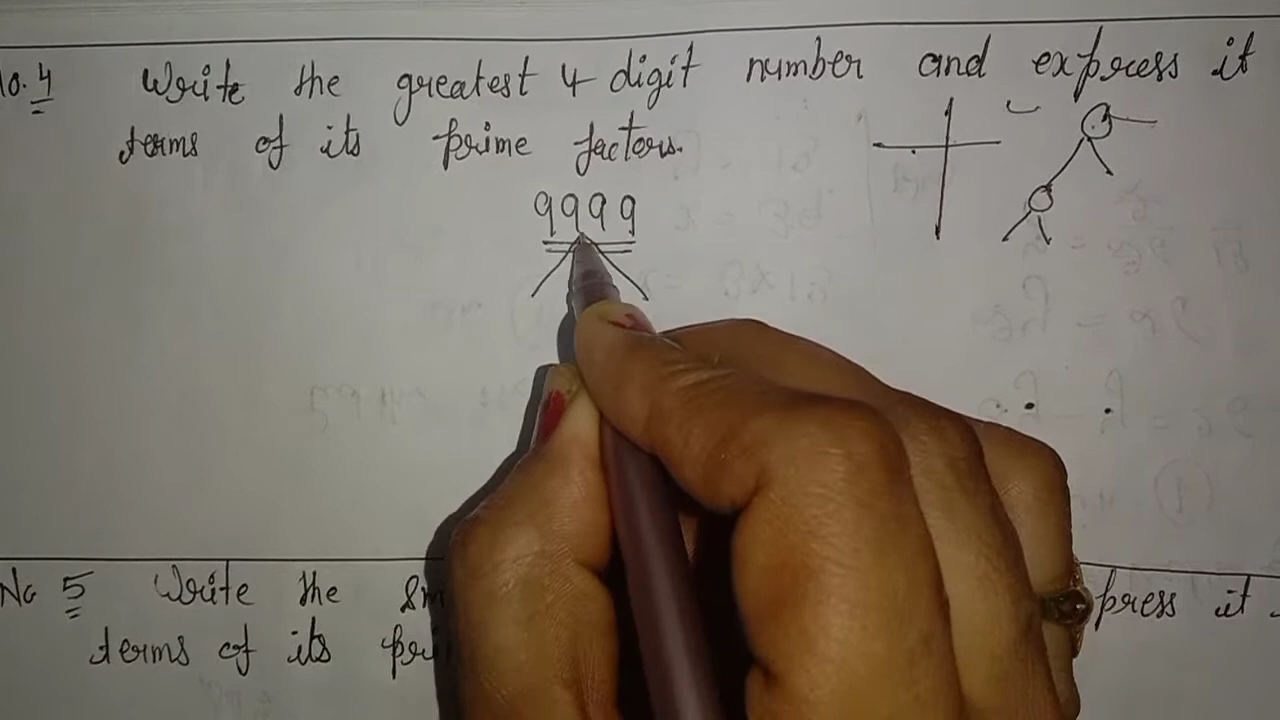 No. 4 Write the greatest 4 digit number and express it
terms of its prime factors.
9999
No 5 Write the press it
terms of its